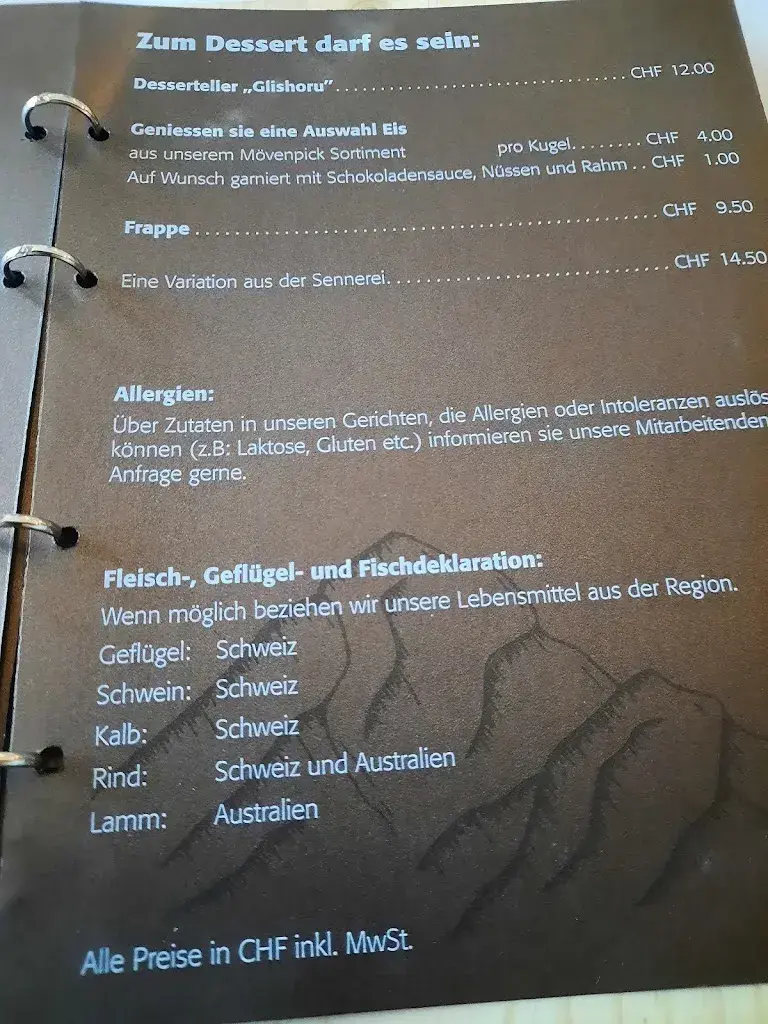 Zum Dessert darf es sein:
Desserteller „Glishoru"........................................ CHF 12.00
Geniessen sie eine Auswahl Eis
aus unserem Mövenpick Sortiment pro Kugel........ CHF 4.00
Auf Wunsch garniert mit Schokoladensauce, Nüssen und Rahm .. CHF 1.00
Frappe ............................................................ CHF 9.50
Eine Variation aus der Sennerei..................................... CHF 14.50
Allergien:
Über Zutaten in unseren Gerichten, die Allergien oder Intoleranzen auslös
können (z.B: Laktose, Gluten etc.) informieren sie unsere Mitarbeitenden
Anfrage gerne.
Fleisch-, Geflügel- und Fischdeklaration:
Wenn möglich beziehen wir unsere Lebensmittel aus der Region.
Geflügel: Schweiz
Schwein: Schweiz
Kalb: Schweiz
Rind: Schweiz und Australien
Lamm: Australien
Alle Preise in CHF inkl. MwSt.